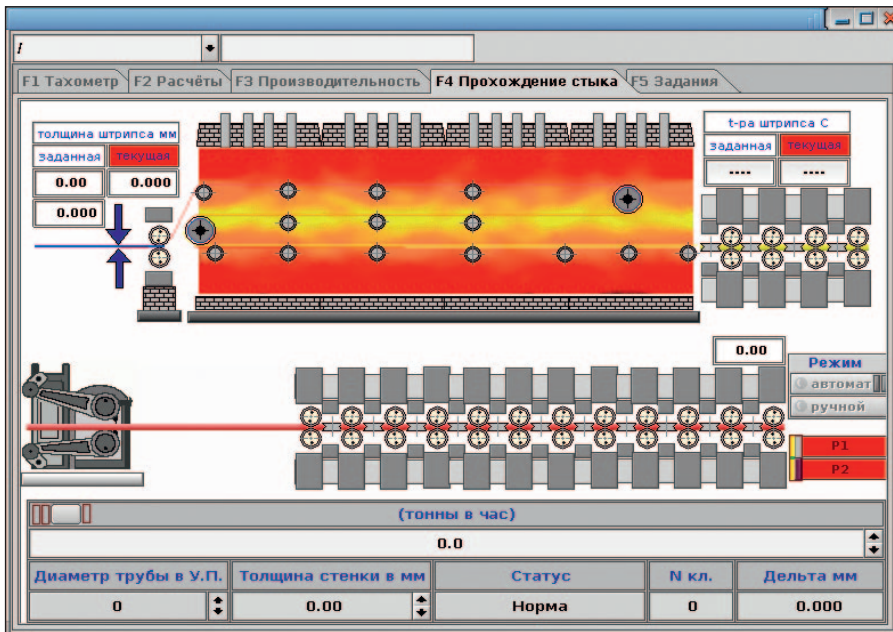 !
F1 Тахометр F2 Расчёты F3 Производительность F4 Прохождение стыка F5 Задания
толщина штрипса мм
заданная текущая
0.00 0.000
0.000
t-ра штрипса С
заданная текущая
---- ----
0.00
Режим
автомат
ручной
P1
P2
(тонны в час)
0.0
Диаметр трубы в У.П. Толщина стенки в мм Статус N кл. Дельта мм
0 0.00 Норма 0 0.000